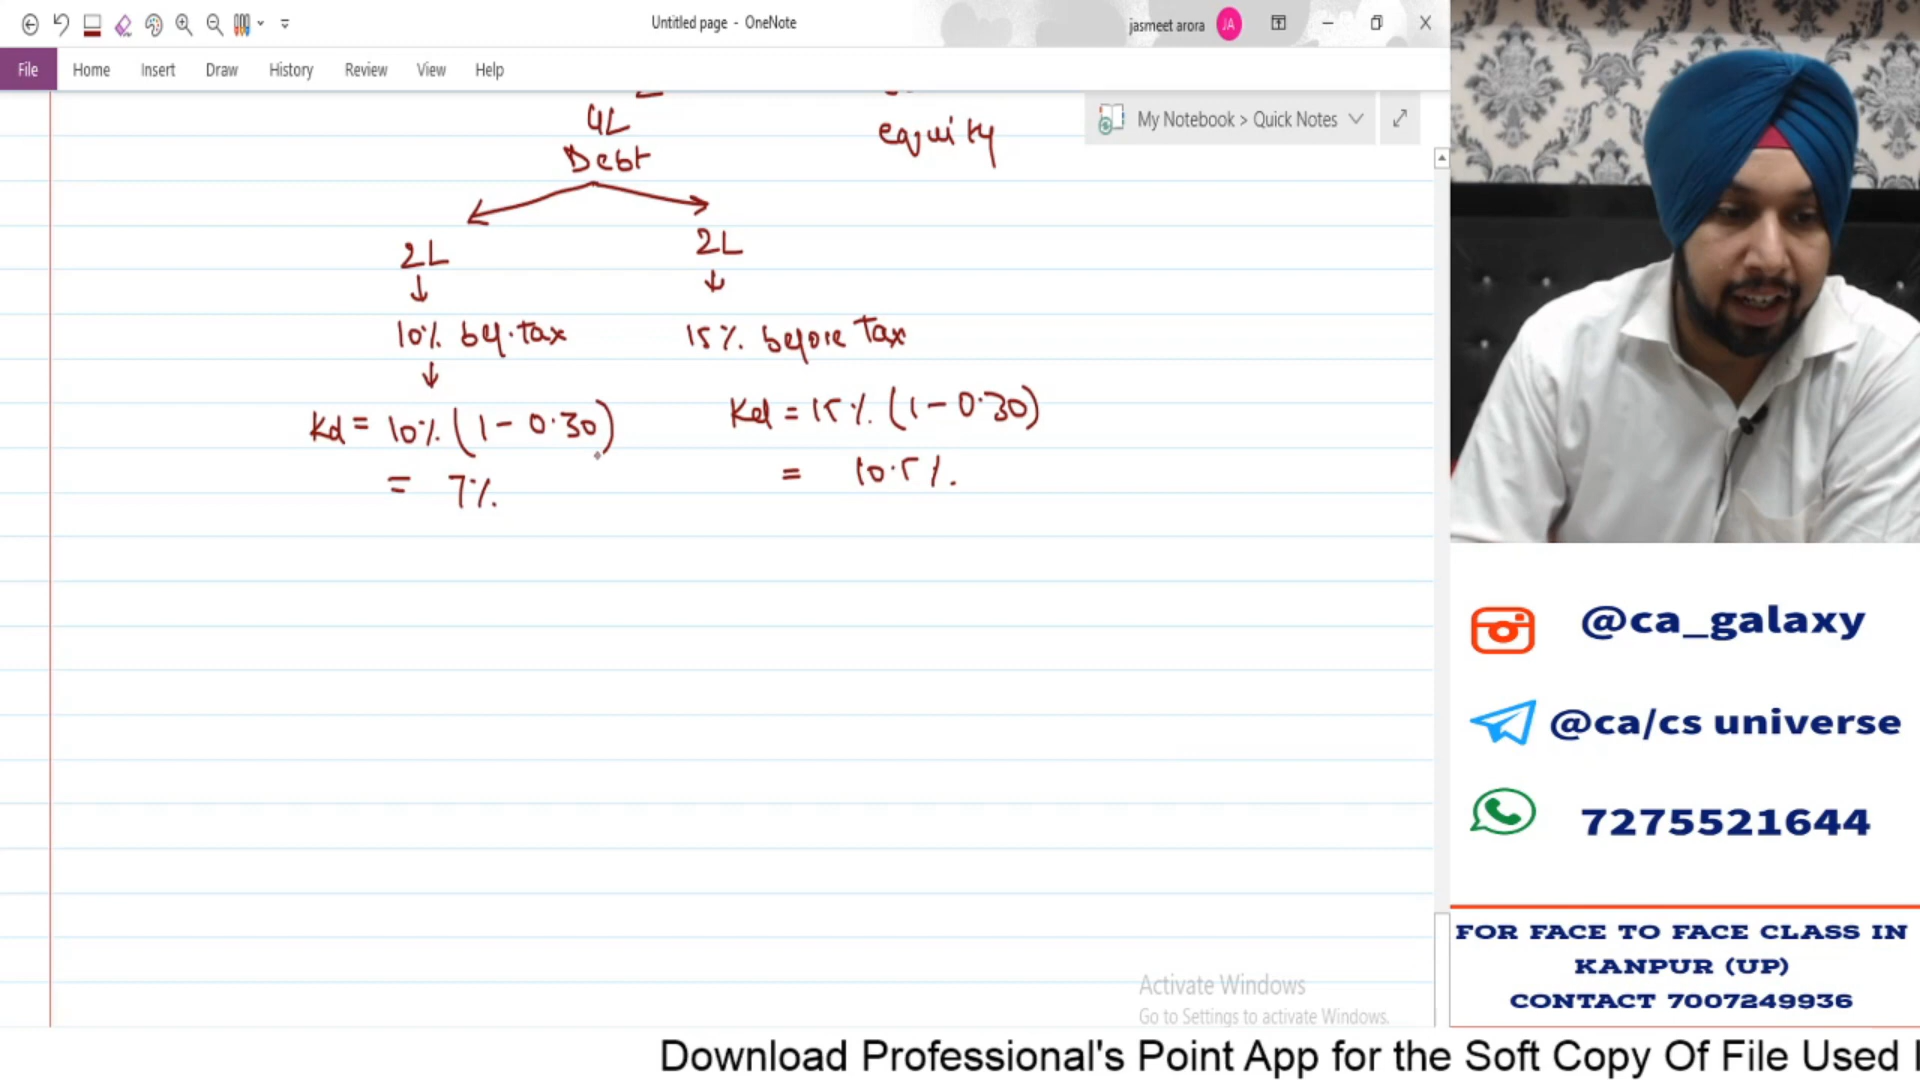 Untitled page - OneNote
jasmeet arora
JA
File
Home
Insert
Draw
History
Review
View
Help
My Notebook > Quick Notes
4L
Debt
equity
2L
2L
10% bef. tax
15% before Tax
Kd = 10% (1 - 0.30)
= 7%
Kd = 15% (1 - 0.30)
= 10.5%
@ca_galaxy
@ca/cs universe
7275521644
FOR FACE TO FACE CLASS IN
KANPUR (UP)
CONTACT 7007249936
Activate Windows
Go to Settings to activate Windows.
Download Professional's Point App for the Soft Copy Of File Used